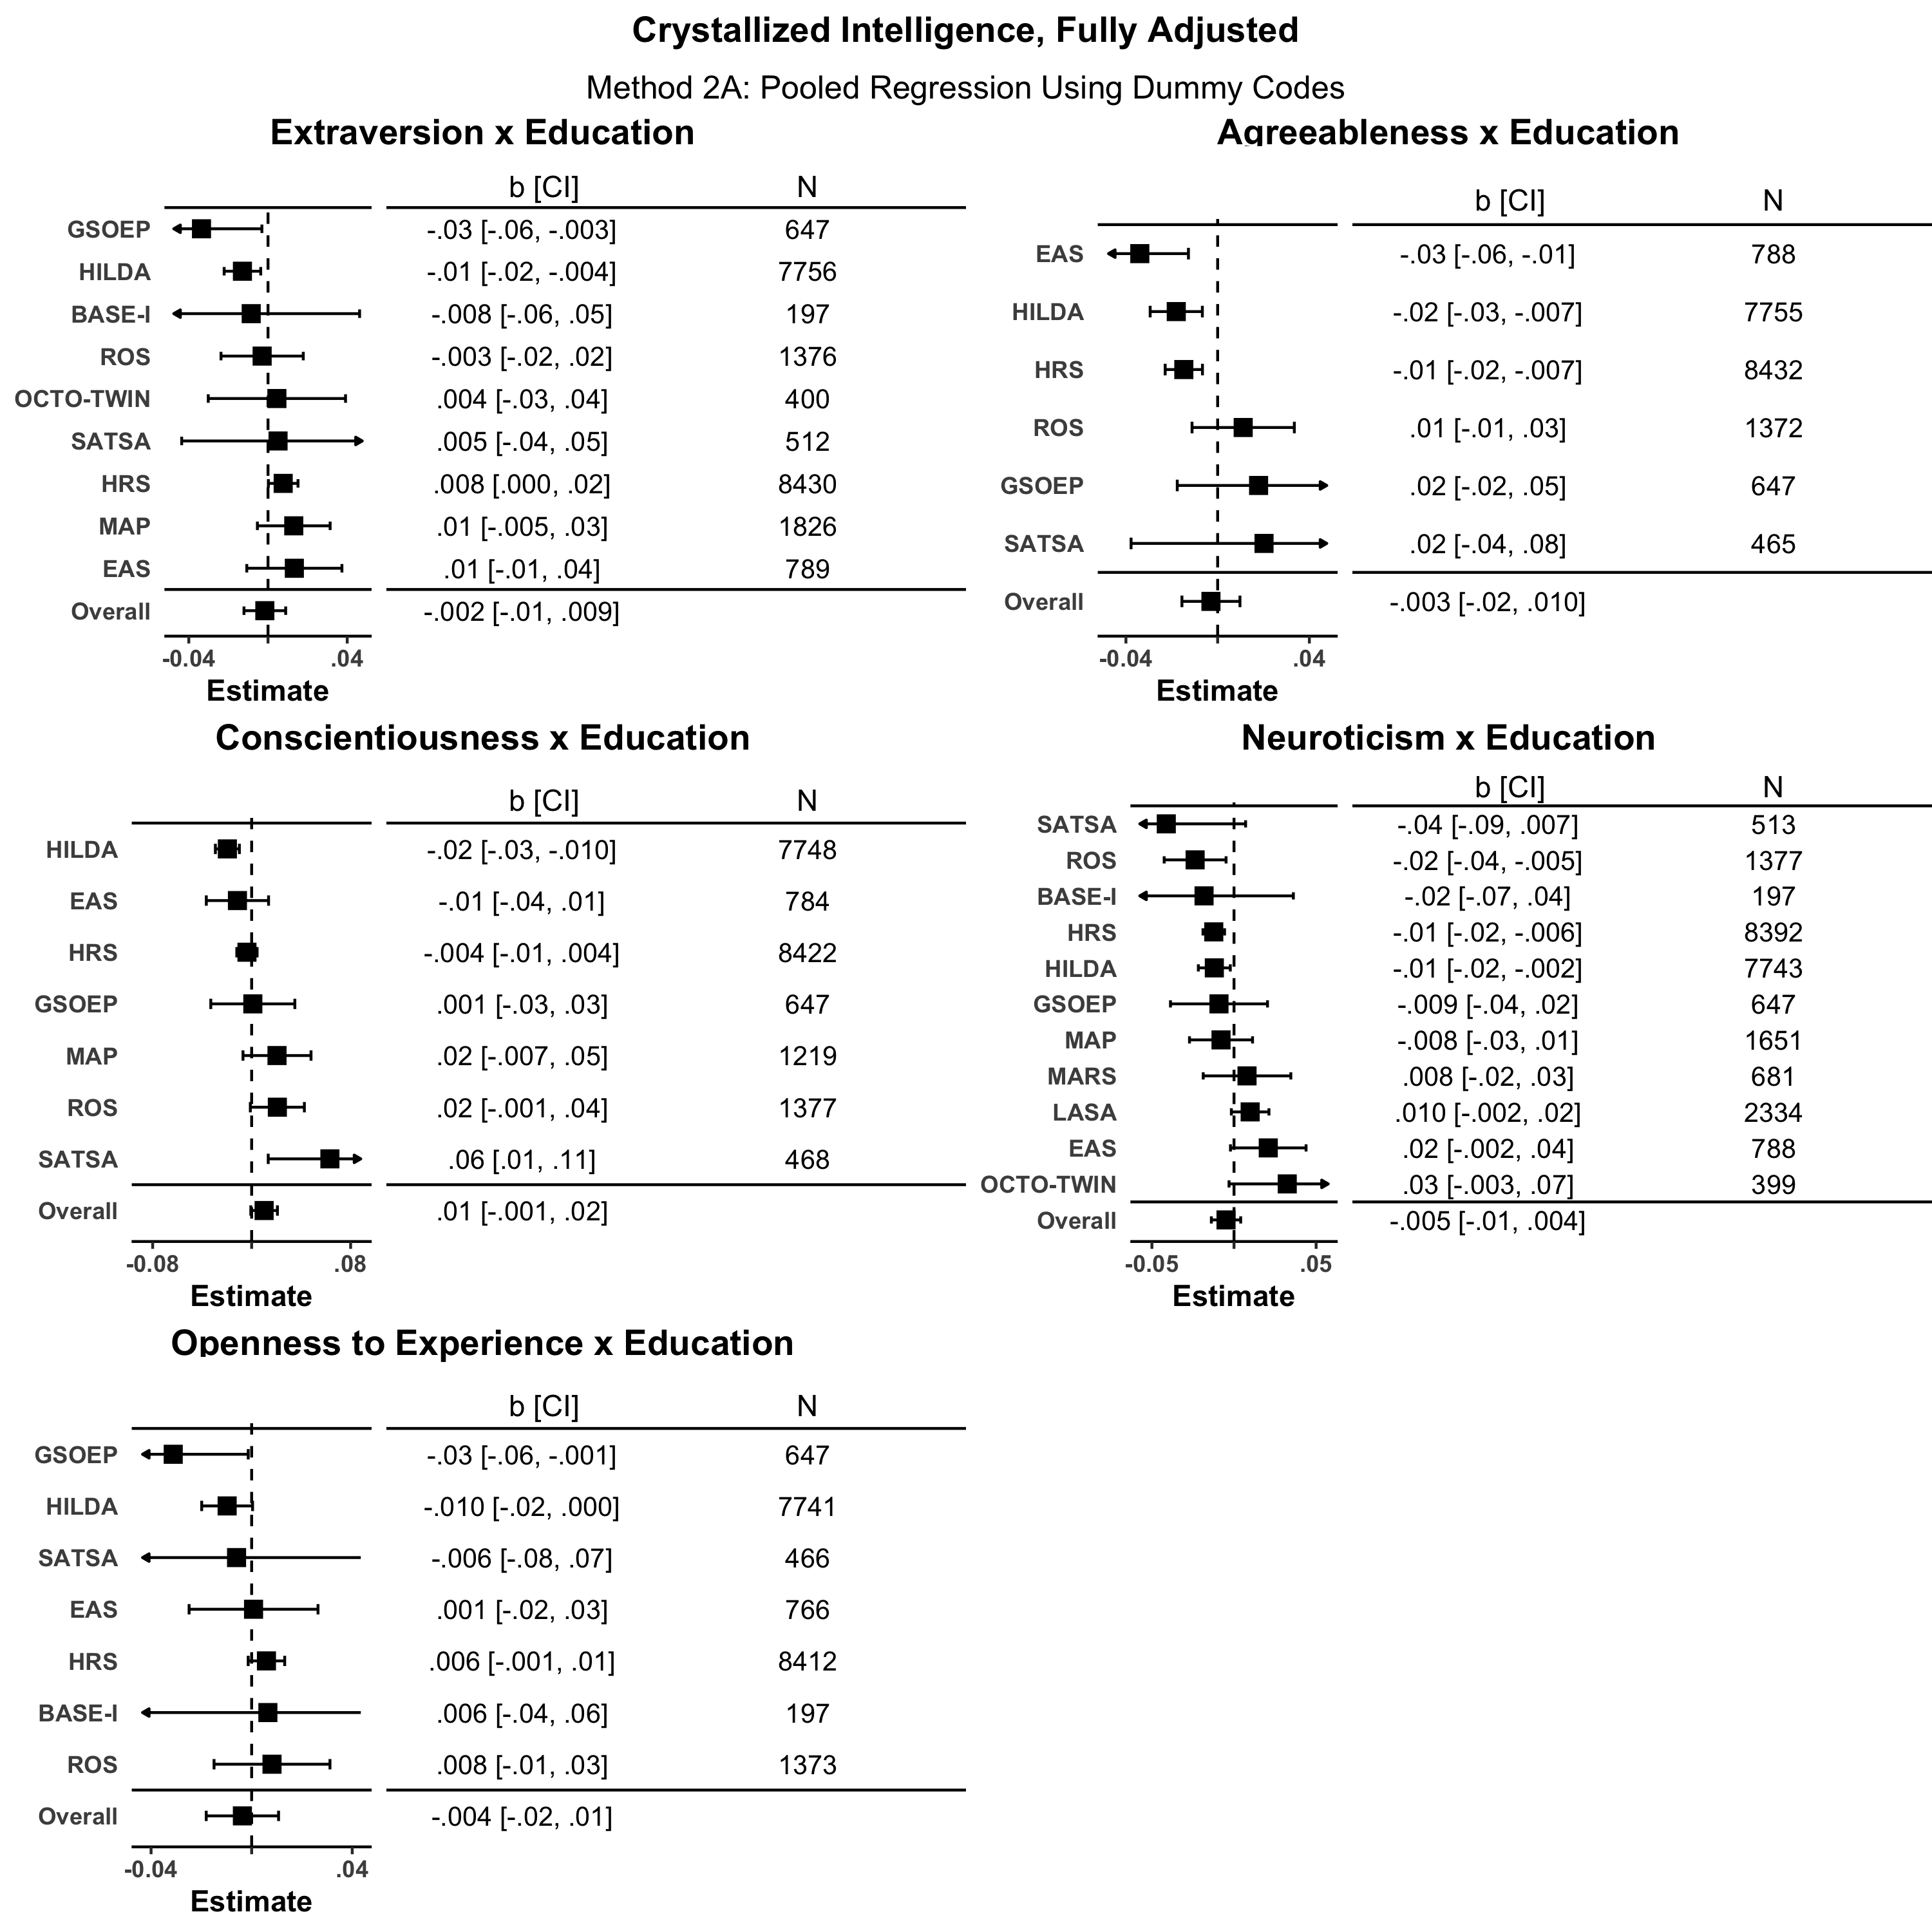 Crystallized Intelligence, Fully Adjusted
Method 2A: Pooled Regression Using Dummy Codes
Extraversion x Education
b [CI] N
GSOEP -.03 [-.06, -.003] 647
HILDA -.01 [-.02, -.004] 7756
BASE-I -.008 [-.06, .05] 197
ROS -.003 [-.02, .02] 1376
OCTO-TWIN .004 [-.03, .04] 400
SATSA .005 [-.04, .05] 512
HRS .008 [.000, .02] 8430
MAP .01 [-.005, .03] 1826
EAS .01 [-.01, .04] 789
Overall -.002 [-.01, .009]
-0.04 .04
Estimate
Agreeableness x Education
b [CI] N
EAS -.03 [-.06, -.01] 788
HILDA -.02 [-.03, -.007] 7755
HRS -.01 [-.02, -.007] 8432
ROS .01 [-.01, .03] 1372
GSOEP .02 [-.02, .05] 647
SATSA .02 [-.04, .08] 465
Overall -.003 [-.02, .010]
-0.04 .04
Estimate
Conscientiousness x Education
b [CI] N
HILDA -.02 [-.03, -.010] 7748
EAS -.01 [-.04, .01] 784
HRS -.004 [-.01, .004] 8422
GSOEP .001 [-.03, .03] 647
MAP .02 [-.007, .05] 1219
ROS .02 [-.001, .04] 1377
SATSA .06 [.01, .11] 468
Overall .01 [-.001, .02]
-0.08 .08
Estimate
Neuroticism x Education
b [CI] N
SATSA -.04 [-.09, .007] 513
ROS -.02 [-.04, -.005] 1377
BASE-I -.02 [-.07, .04] 197
HRS -.01 [-.02, -.006] 8392
HILDA -.01 [-.02, -.002] 7743
GSOEP -.009 [-.04, .02] 647
MAP -.008 [-.03, .01] 1651
MARS .008 [-.02, .03] 681
LASA .010 [-.002, .02] 2334
EAS .02 [-.002, .04] 788
OCTO-TWIN .03 [-.003, .07] 399
Overall -.005 [-.01, .004]
-0.05 .05
Estimate
Openness to Experience x Education
b [CI] N
GSOEP -.03 [-.06, -.001] 647
HILDA -.010 [-.02, .000] 7741
SATSA -.006 [-.08, .07] 466
EAS .001 [-.02, .03] 766
HRS .006 [-.001, .01] 8412
BASE-I .006 [-.04, .06] 197
ROS .008 [-.01, .03] 1373
Overall -.004 [-.02, .01]
-0.04 .04
Estimate